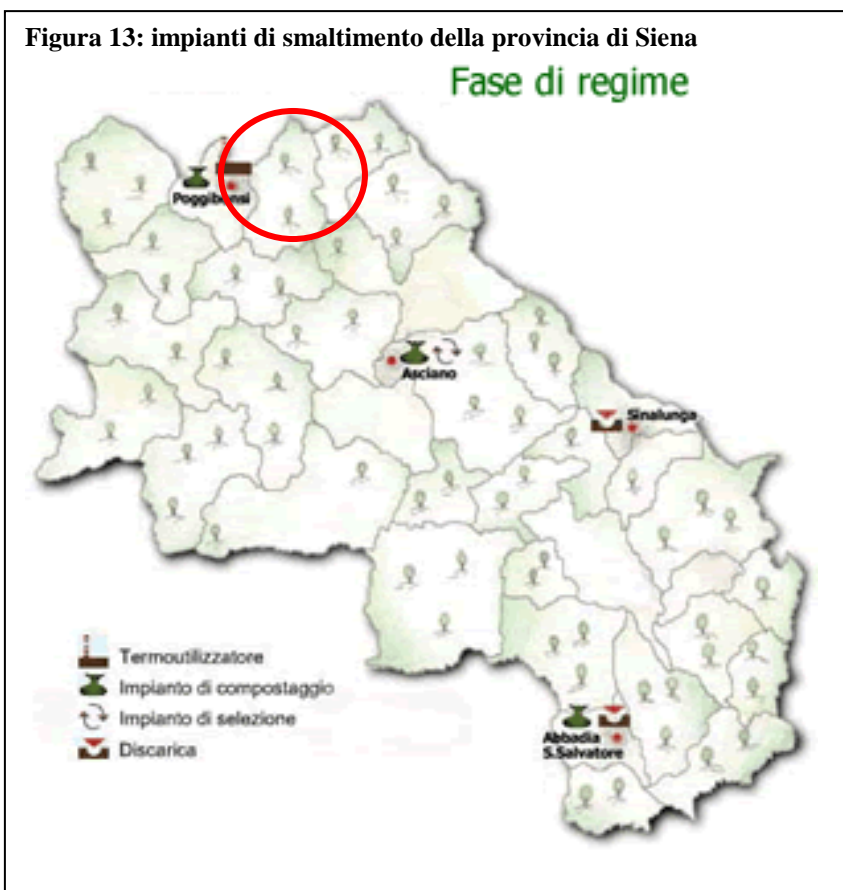 Figura 13: impianti di smaltimento della provincia di Siena
Fase di regime
Poggibonsi
Asciano
Sinalunga
Abbadia
S.Salvatore
Termoutilizzatore
Impianto di compostaggio
Impianto di selezione
Discarica